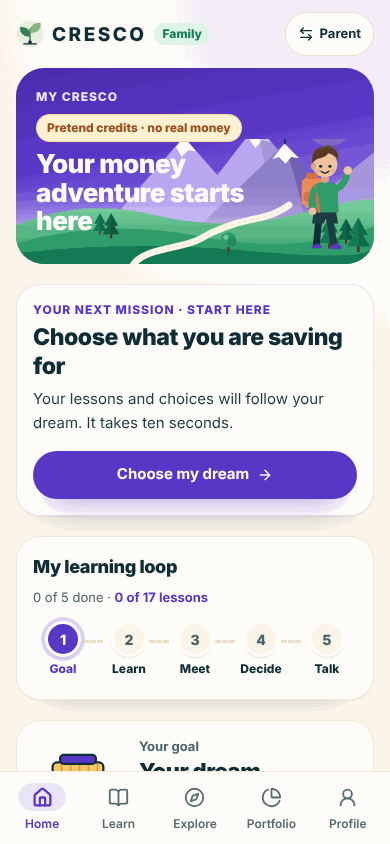 CRESCO Family Parent
MY CRESCO
Pretend credits · no real money
Your money
adventure starts
here
YOUR NEXT MISSION · START HERE
Choose what you are saving
for
Your lessons and choices will follow your
dream. It takes ten seconds.
Choose my dream →
My learning loop
0 of 5 done · 0 of 17 lessons
1 2 3 4 5
Goal Learn Meet Decide Talk
Your goal
Your dream
Home Learn Explore Portfolio Profile